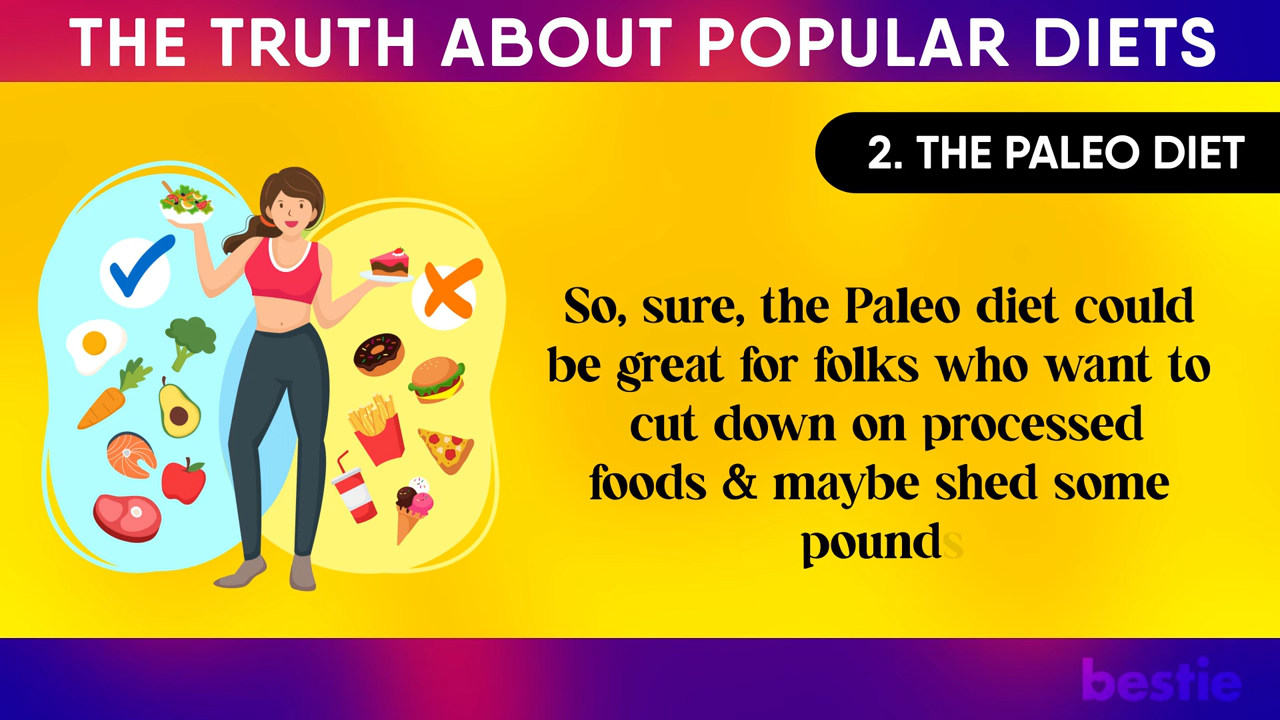 THE TRUTH ABOUT POPULAR DIETS
2. THE PALEO DIET
So, sure, the Paleo diet could
be great for folks who want to
cut down on processed
foods & maybe shed some
pounds
bestie